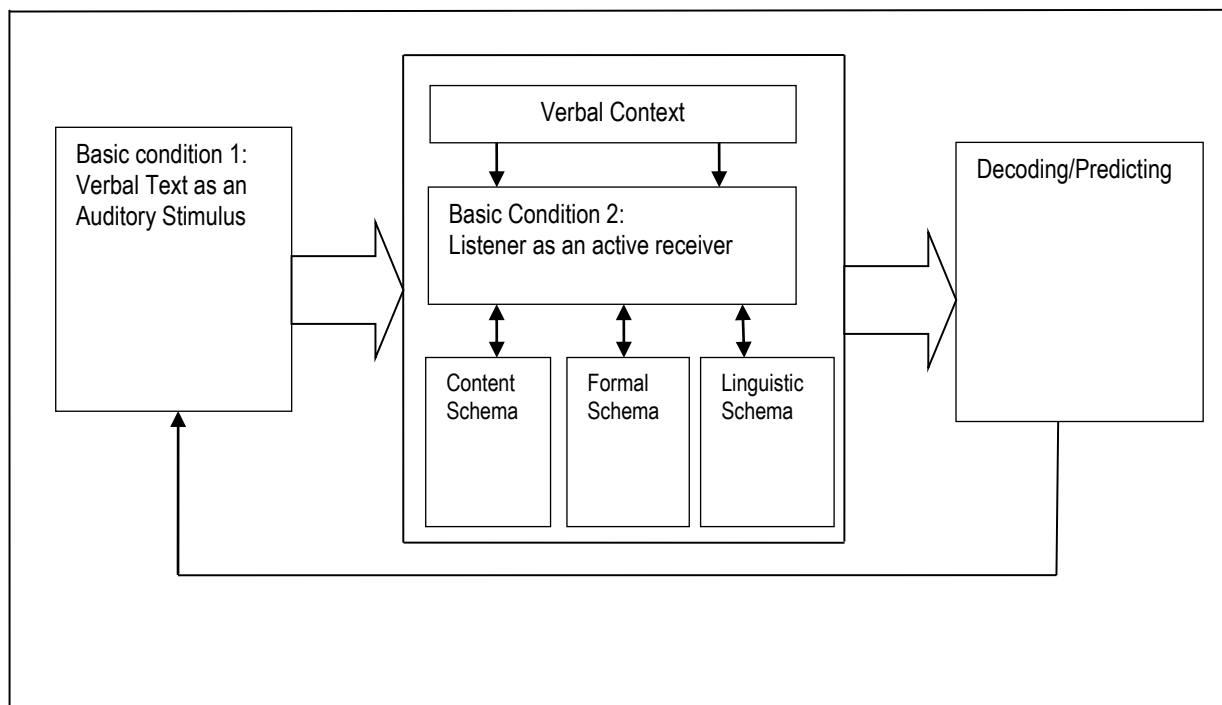 Verbal Context
Basic condition 1:
Verbal Text as an
Auditory Stimulus
Decoding/Predicting
Basic Condition 2:
Listener as an active receiver
Content
Schema
Formal
Schema
Linguistic
Schema